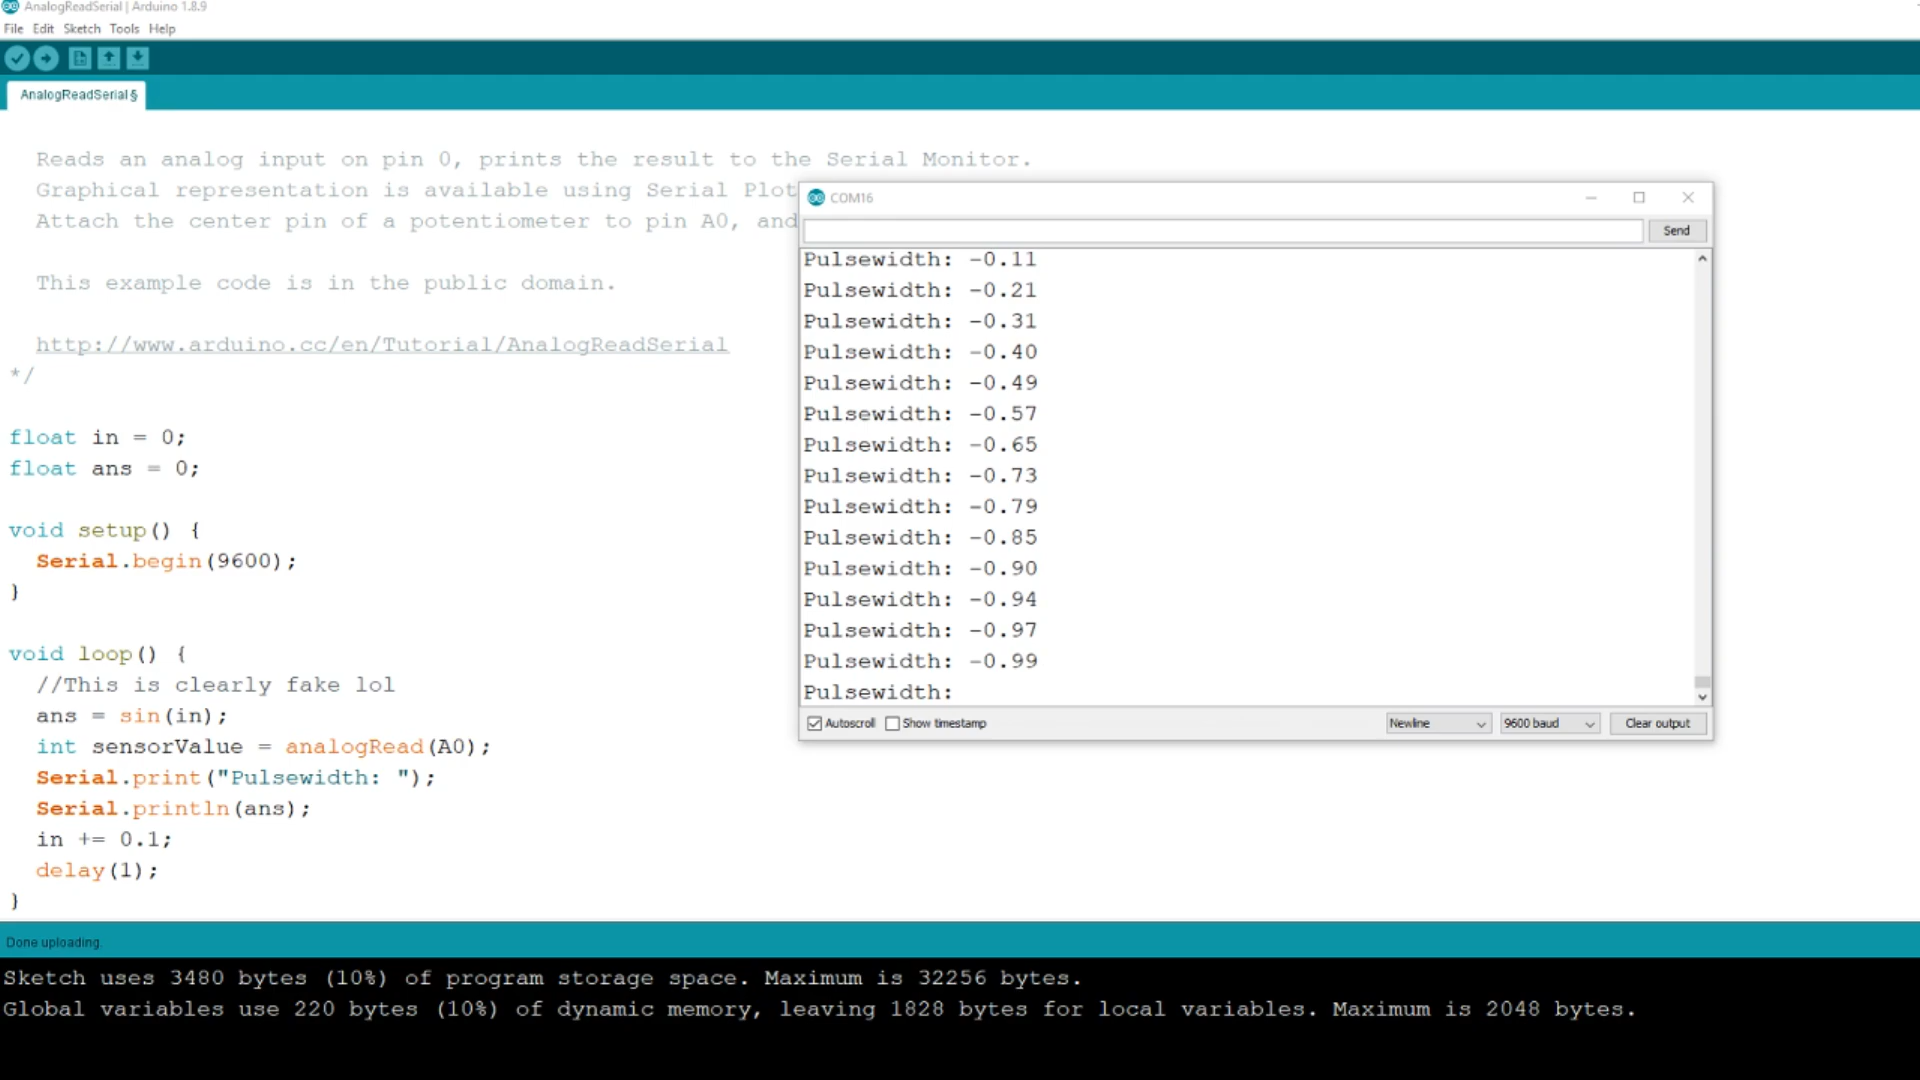 AnalogReadSerial | Arduino 1.8.9
File Edit Sketch Tools Help
AnalogReadSerial §
Reads an analog input on pin 0, prints the result to the Serial Monitor.
Graphical representation is available using Serial Plot
Attach the center pin of a potentiometer to pin A0, and
This example code is in the public domain.
http://www.arduino.cc/en/Tutorial/AnalogReadSerial
*/
float in = 0;
float ans = 0;
void setup() {
Serial.begin(9600);
}
void loop() {
//This is clearly fake lol
ans = sin(in);
int sensorValue = analogRead(A0);
Serial.print("Pulsewidth: ");
Serial.println(ans);
in += 0.1;
delay(1);
}
COM16
Send
Pulsewidth: -0.11
Pulsewidth: -0.21
Pulsewidth: -0.31
Pulsewidth: -0.40
Pulsewidth: -0.49
Pulsewidth: -0.57
Pulsewidth: -0.65
Pulsewidth: -0.73
Pulsewidth: -0.79
Pulsewidth: -0.85
Pulsewidth: -0.90
Pulsewidth: -0.94
Pulsewidth: -0.97
Pulsewidth: -0.99
Pulsewidth:
Autoscroll Show timestamp Newline 9600 baud Clear output
Done uploading.
Sketch uses 3480 bytes (10%) of program storage space. Maximum is 32256 bytes.
Global variables use 220 bytes (10%) of dynamic memory, leaving 1828 bytes for local variables. Maximum is 2048 bytes.